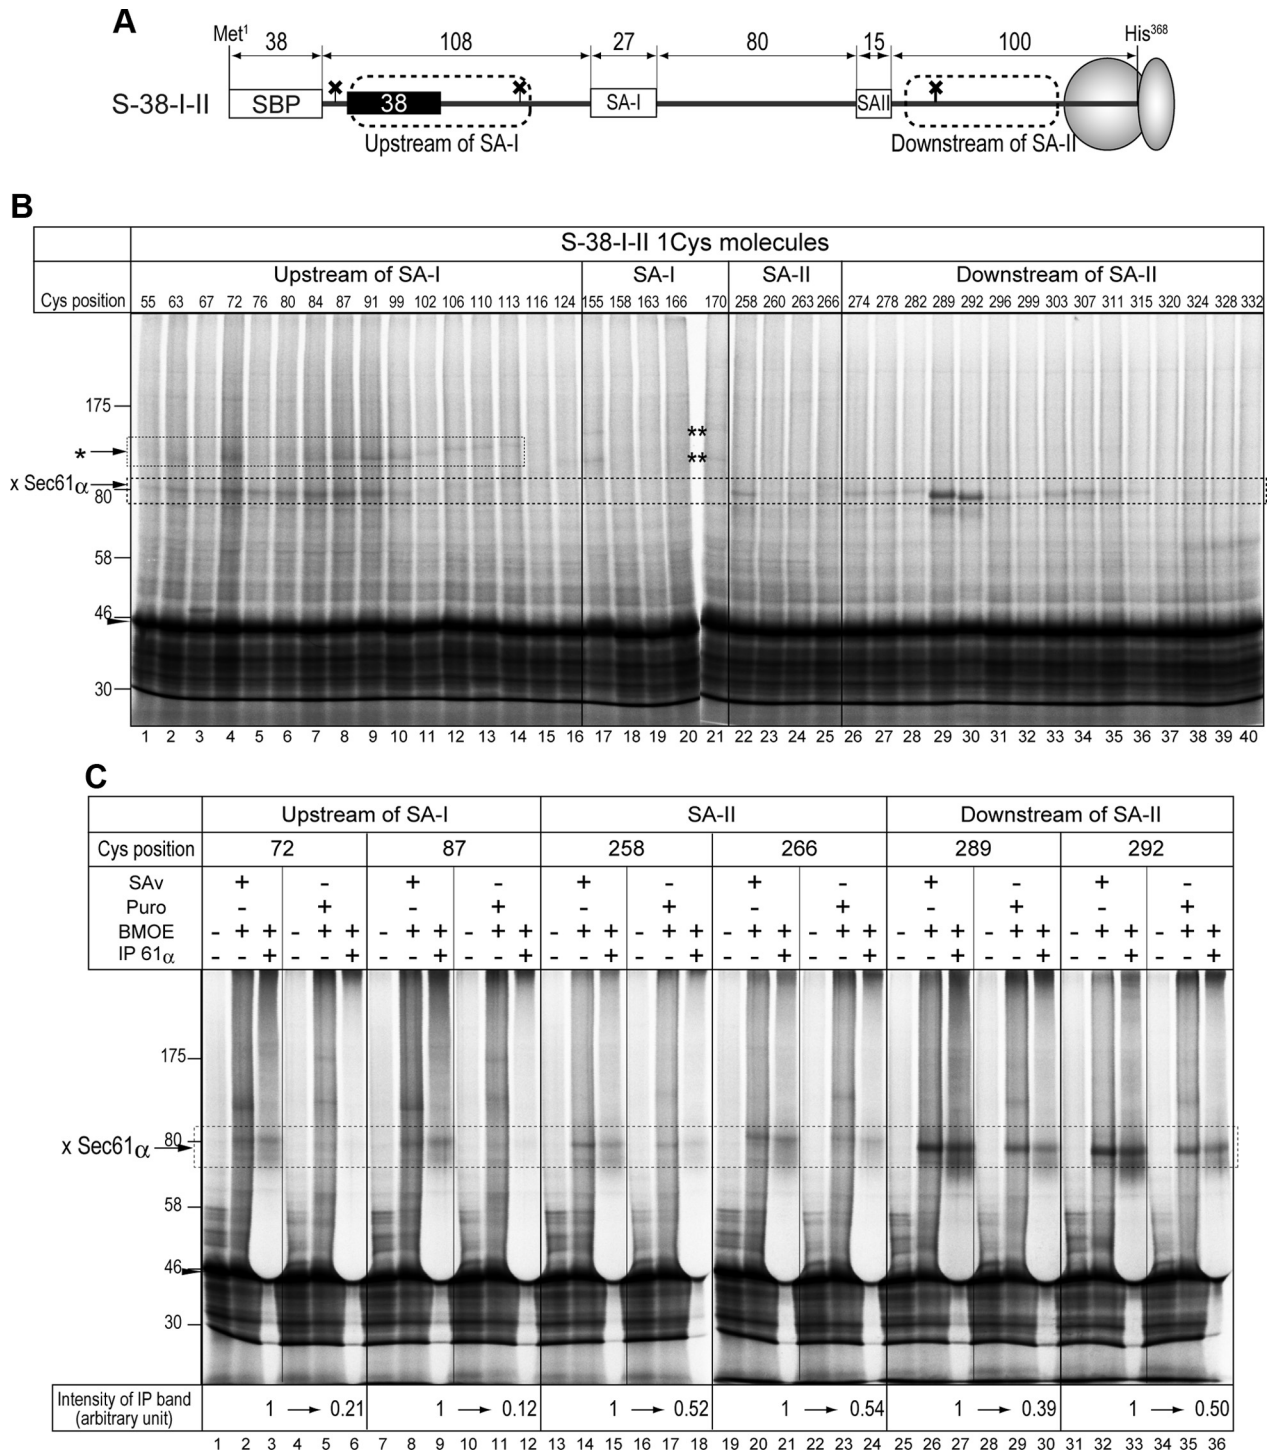 A
Met¹ His³⁶⁸
38 108 27 80 15 100
S-38-I-II SBP 38 SA-I SAII
Upstream of SA-I Downstream of SA-II
B
S-38-I-II 1Cys molecules
Upstream of SA-I SA-I SA-II Downstream of SA-II
Cys position 55 63 67 72 76 80 84 87 91 99 102 106 110 113 116 124 155 158 163 166 170 258 260 263 266 274 278 282 289 292 296 299 303 307 311 315 320 324 328 332
175
**
*
**
x Sec61α
80
58
46
30
1 2 3 4 5 6 7 8 9 10 11 12 13 14 15 16 17 18 19 20 21 22 23 24 25 26 27 28 29 30 31 32 33 34 35 36 37 38 39 40
C
Upstream of SA-I SA-II Downstream of SA-II
Cys position 72 87 258 266 289 292
SAv + - + - + - + - + - + -
Puro - + - + - + - + - + - +
BMOE - + + - + + - + + - + + - + + - + + - + + - + + - + + - + + - + + - + +
IP 61α - - + - - + - - + - - + - - + - - + - - + - - + - - + - - + - - + - - +
175
80
x Sec61α
58
46
30
Intensity of IP band
(arbitrary unit)
1 → 0.21 1 → 0.12 1 → 0.52 1 → 0.54 1 → 0.39 1 → 0.50
1 2 3 4 5 6 7 8 9 10 11 12 13 14 15 16 17 18 19 20 21 22 23 24 25 26 27 28 29 30 31 32 33 34 35 36